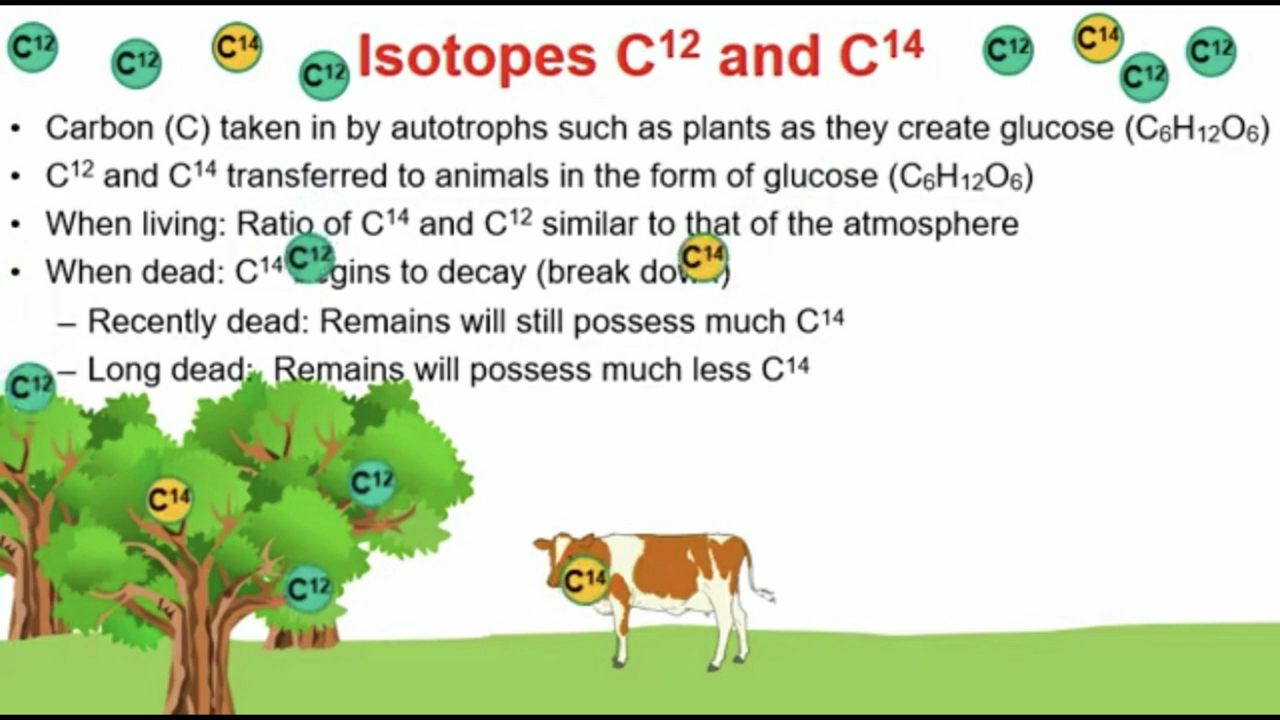 C¹² C¹² C¹⁴ C¹² Isotopes C¹² and C¹⁴ C¹² C¹⁴ C¹² C¹²
• Carbon (C) taken in by autotrophs such as plants as they create glucose (C₆H₁₂O₆)
• C¹² and C¹⁴ transferred to animals in the form of glucose (C₆H₁₂O₆)
• When living: Ratio of C¹⁴ and C¹² similar to that of the atmosphere
C¹² C¹⁴
• When dead: C¹⁴ begins to decay (break down)
– Recently dead: Remains will still possess much C¹⁴
– Long dead: Remains will possess much less C¹⁴
C¹²
C¹⁴ C¹²
C¹² C¹⁴